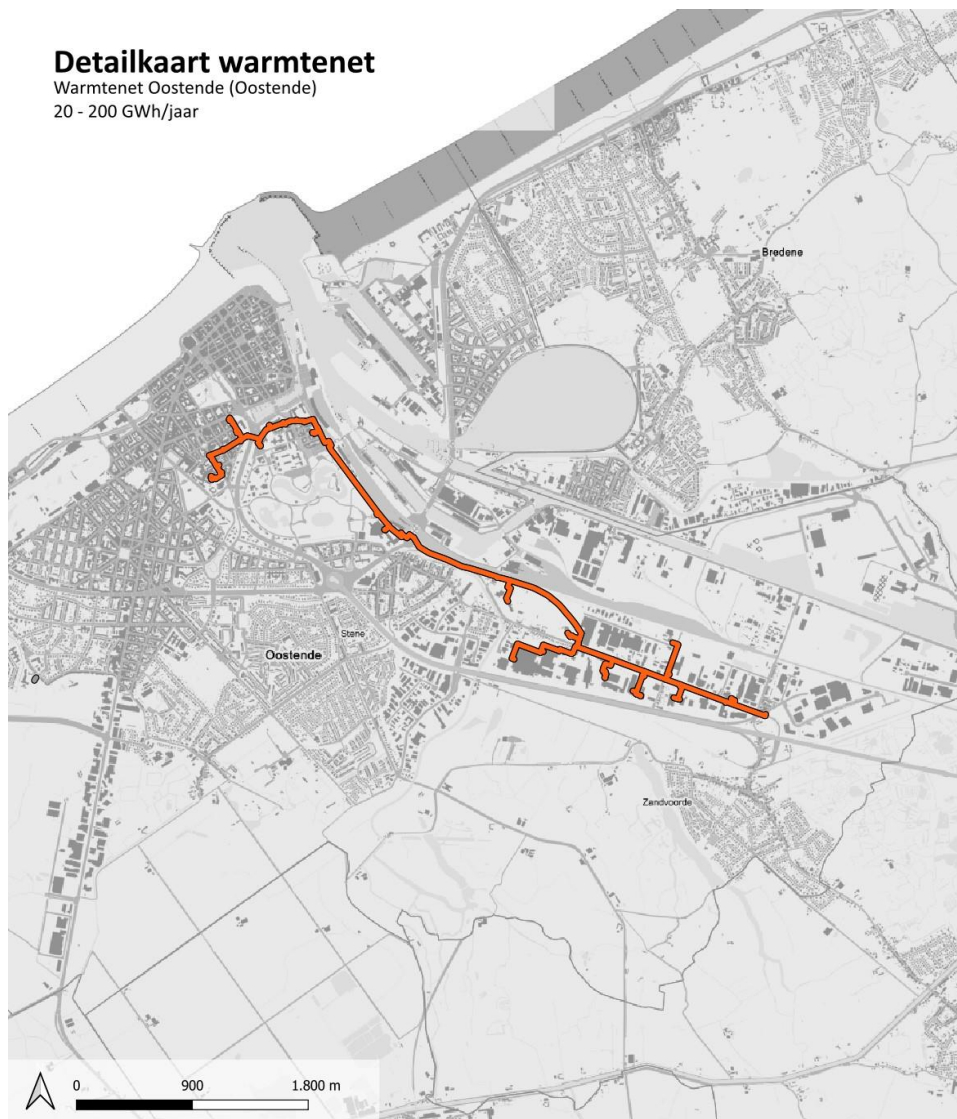 Detailkaart warmtenet
Warmtenet Oostende (Oostende)
20 - 200 GWh/jaar
Bredene
Stene
Oostende
Zandvoorde
0 900 1.800 m